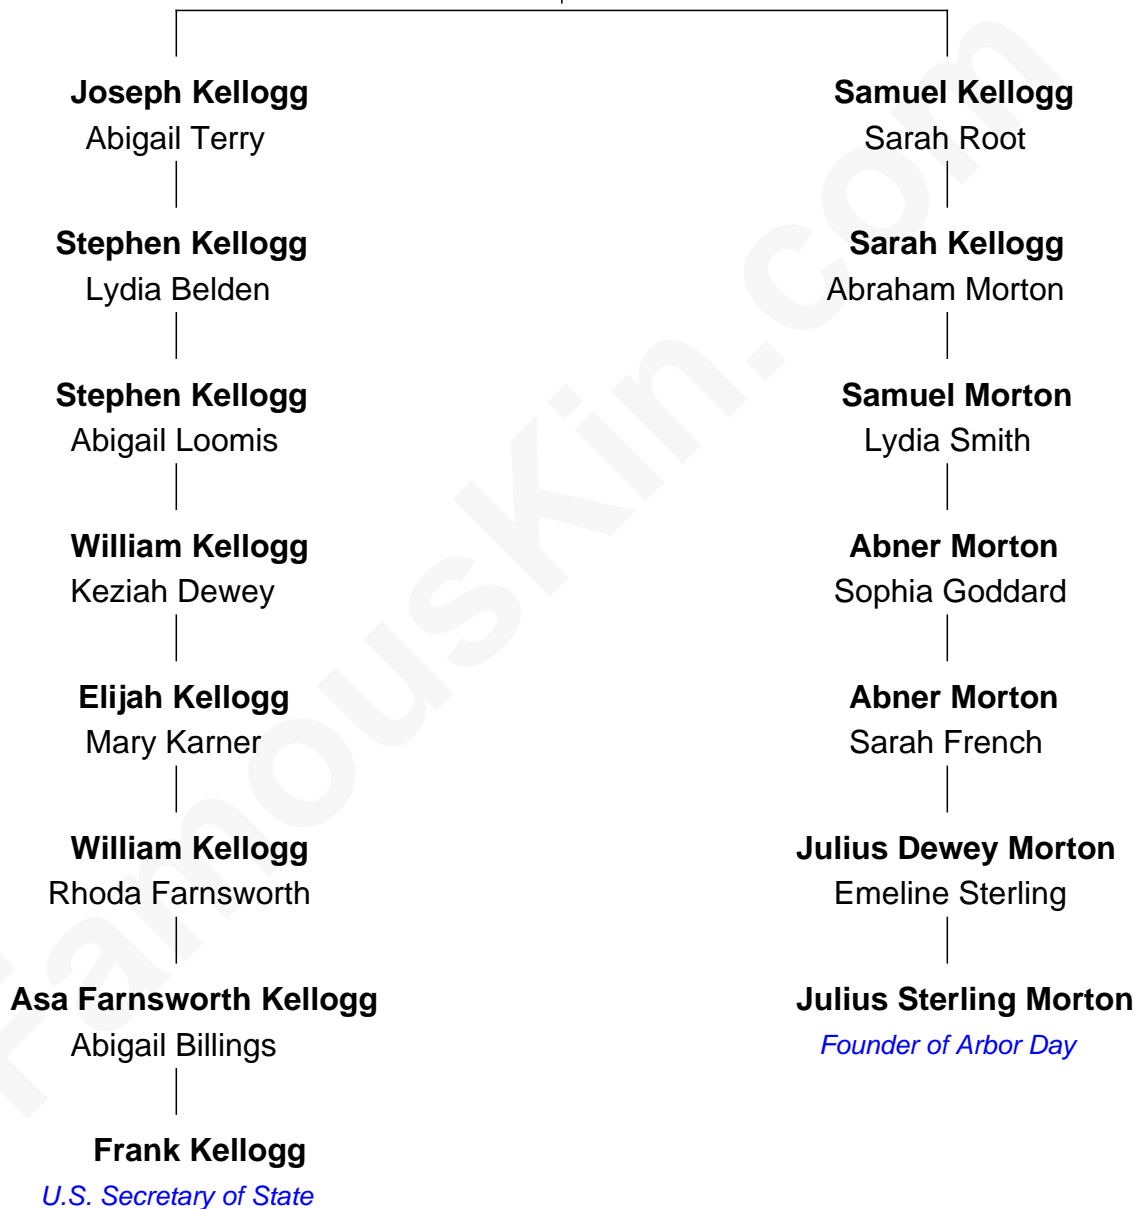 Joseph Kellogg
Abigail Terry
Stephen Kellogg
Lydia Belden
Stephen Kellogg
Abigail Loomis
William Kellogg
Keziah Dewey
Elijah Kellogg
Mary Karner
William Kellogg
Rhoda Farnsworth
Asa Farnsworth Kellogg
Abigail Billings
Frank Kellogg
U.S. Secretary of State
Samuel Kellogg
Sarah Root
Sarah Kellogg
Abraham Morton
Samuel Morton
Lydia Smith
Abner Morton
Sophia Goddard
Abner Morton
Sarah French
Julius Dewey Morton
Emeline Sterling
Julius Sterling Morton
Founder of Arbor Day
FamousKin.com